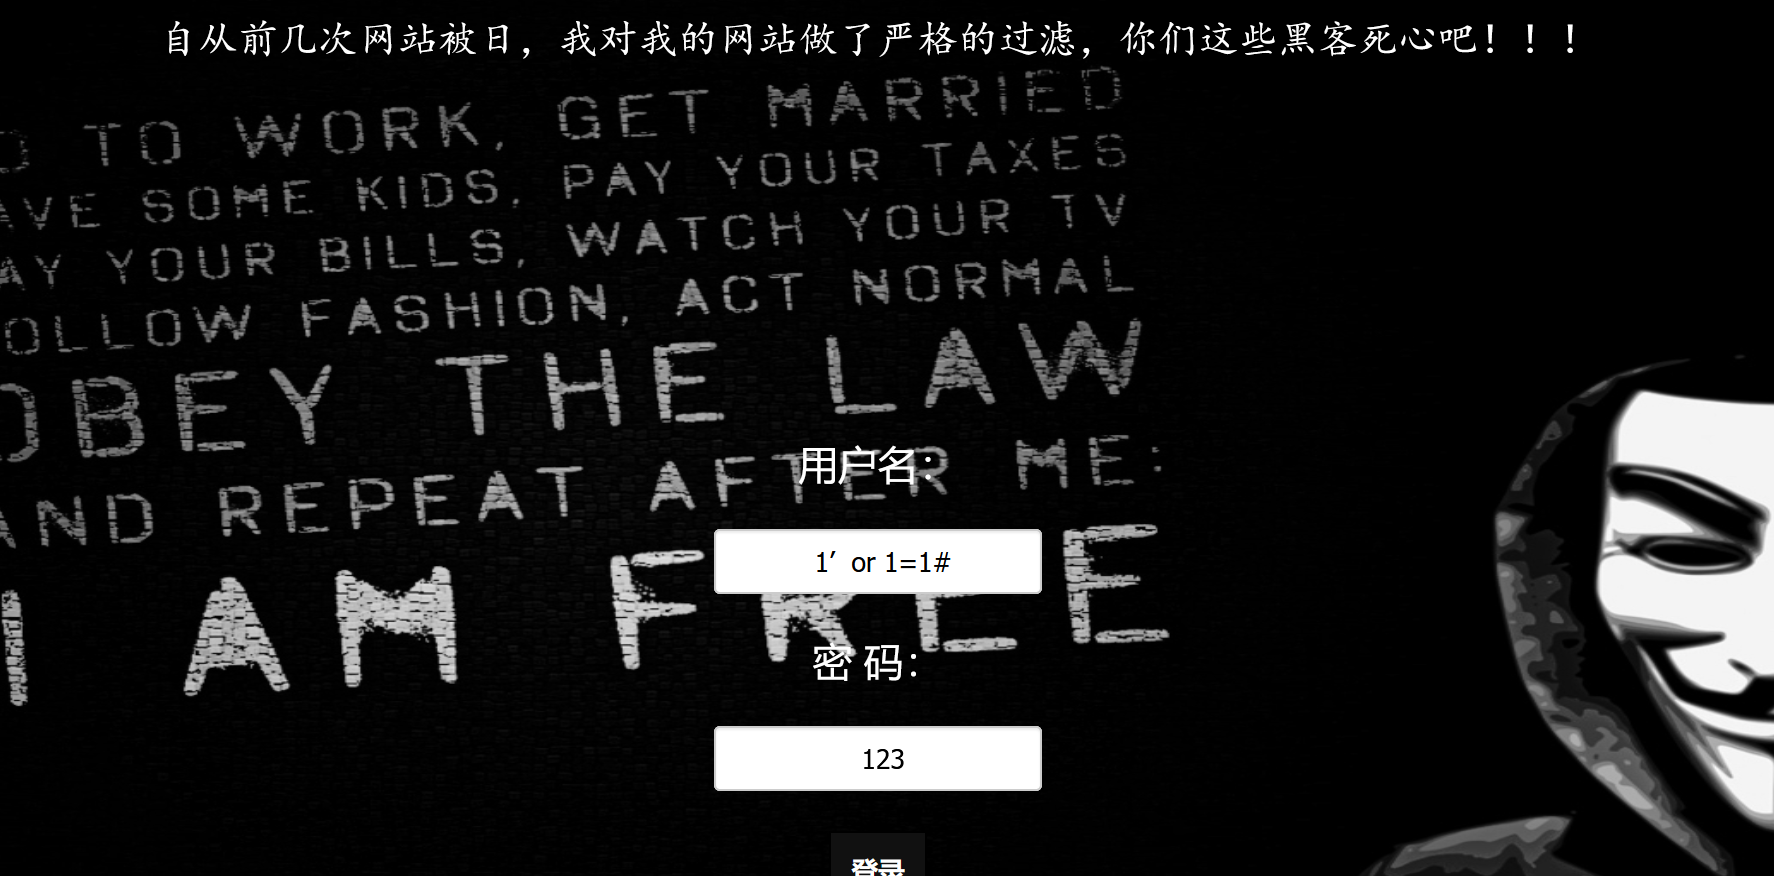 自从前几次网站被日，我对我的网站做了严格的过滤，你们这些黑客死心吧！！！
TO WORK, GET MARRIED
AVE SOME KIDS, PAY YOUR TAXES
AY YOUR BILLS, WATCH YOUR TV
OLLOW FASHION, ACT NORMAL
OBEY THE LAW
AND REPEAT AFTER ME:
I AM FREE
用户名：
1′ or 1=1#
密 码：
123
登录